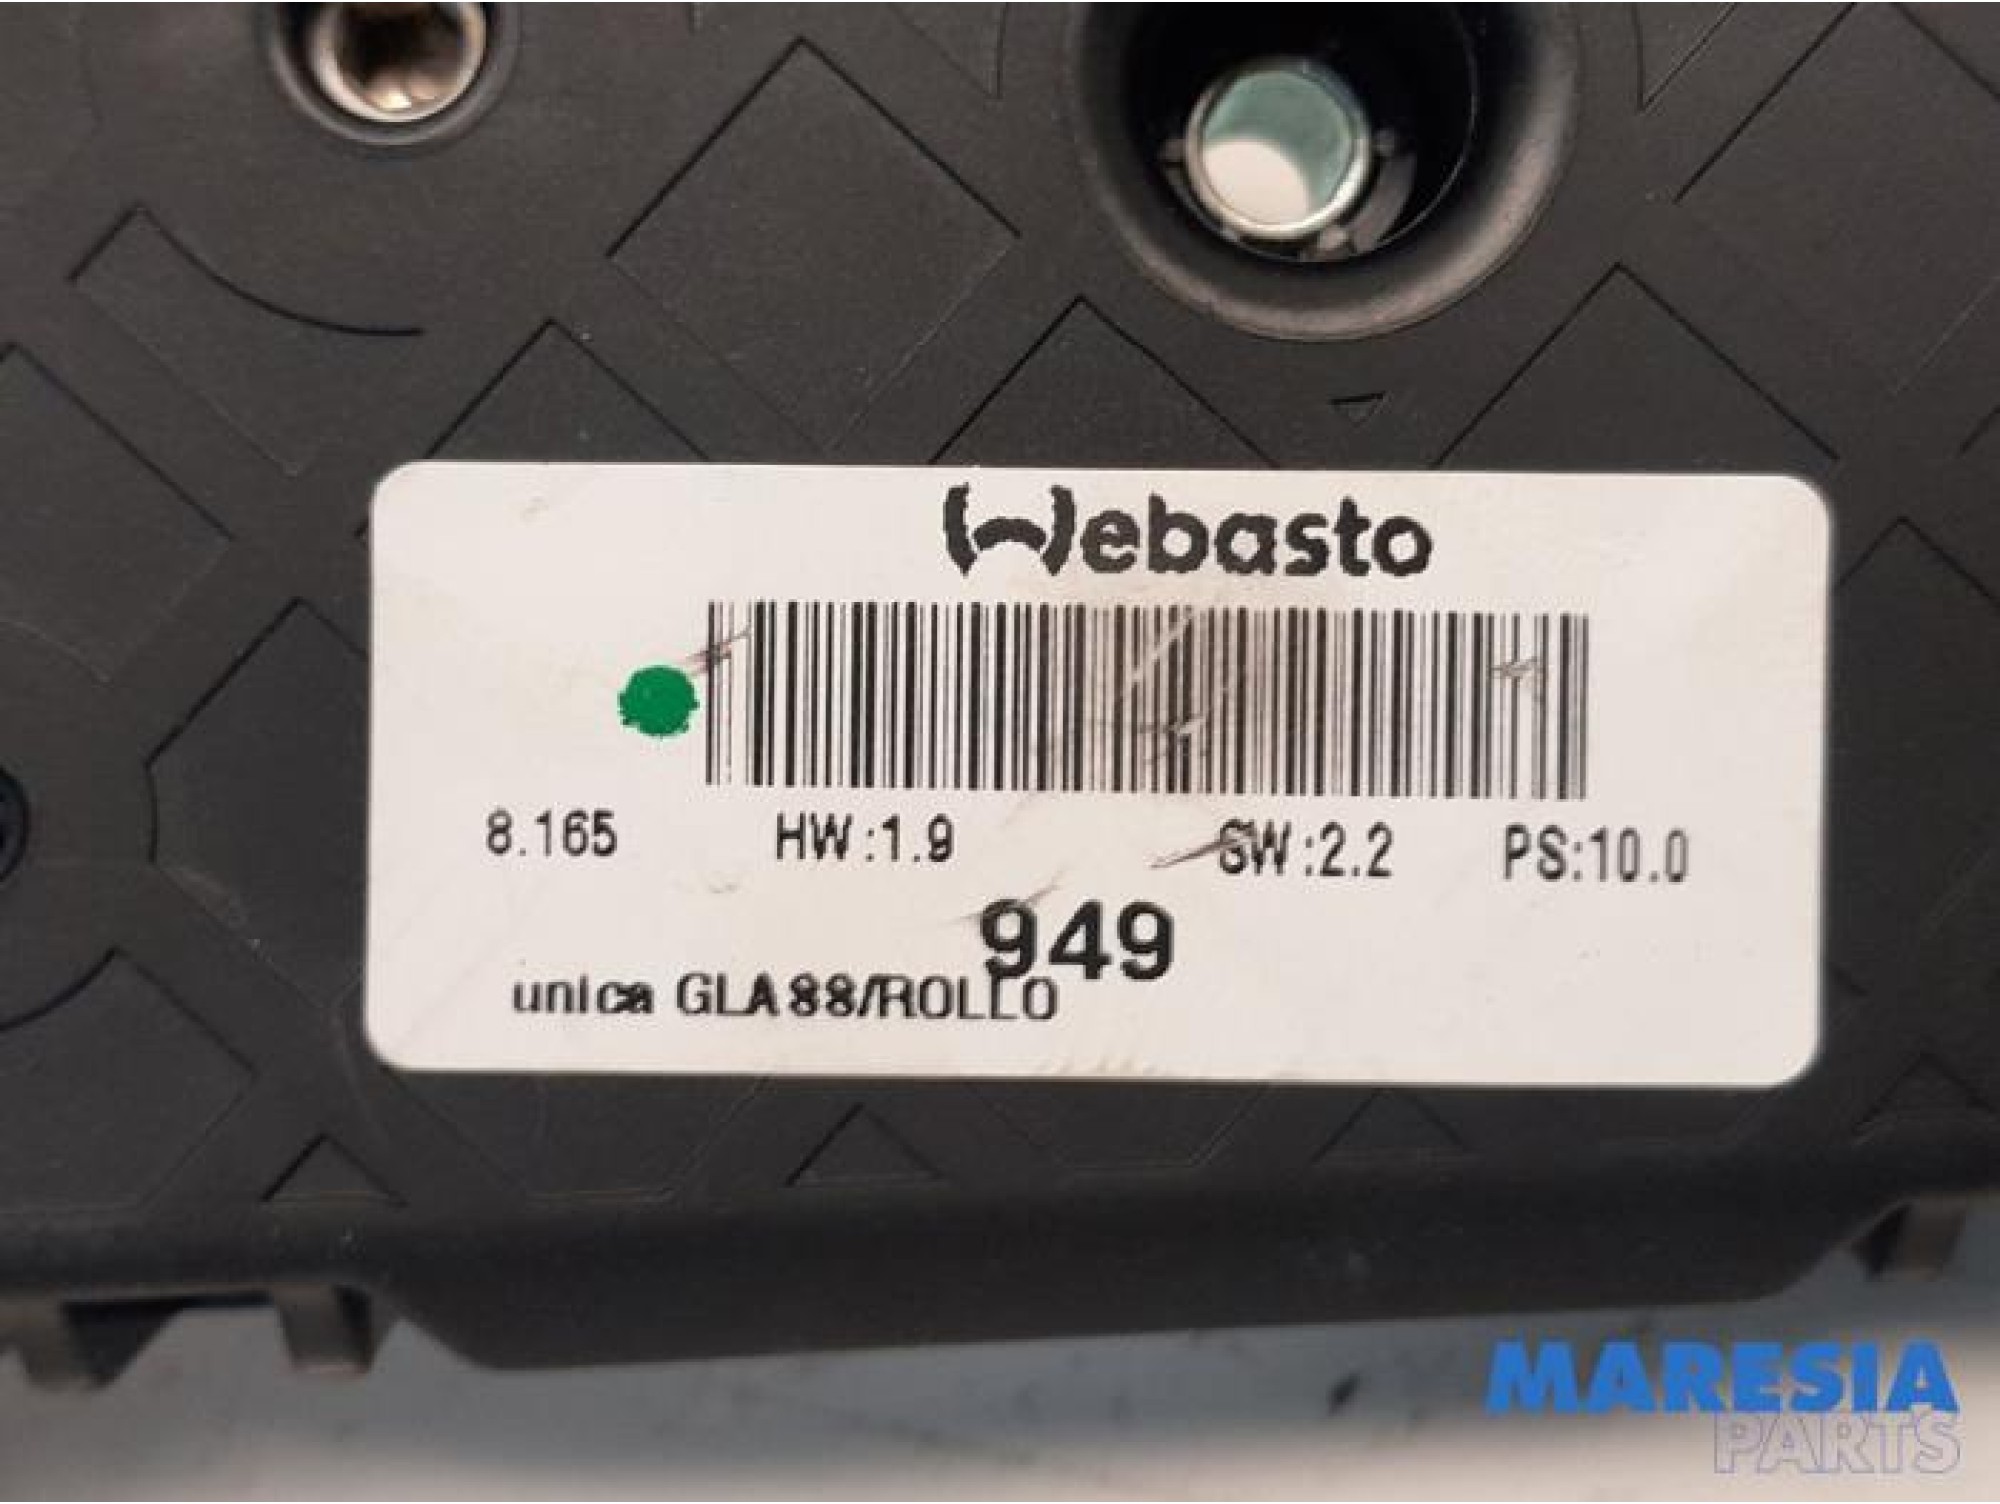 Webasto
8.165 HW:1.9 SW:2.2 PS:10.0
949
unica GLA88/ROLLO
MARESIA
PARTS